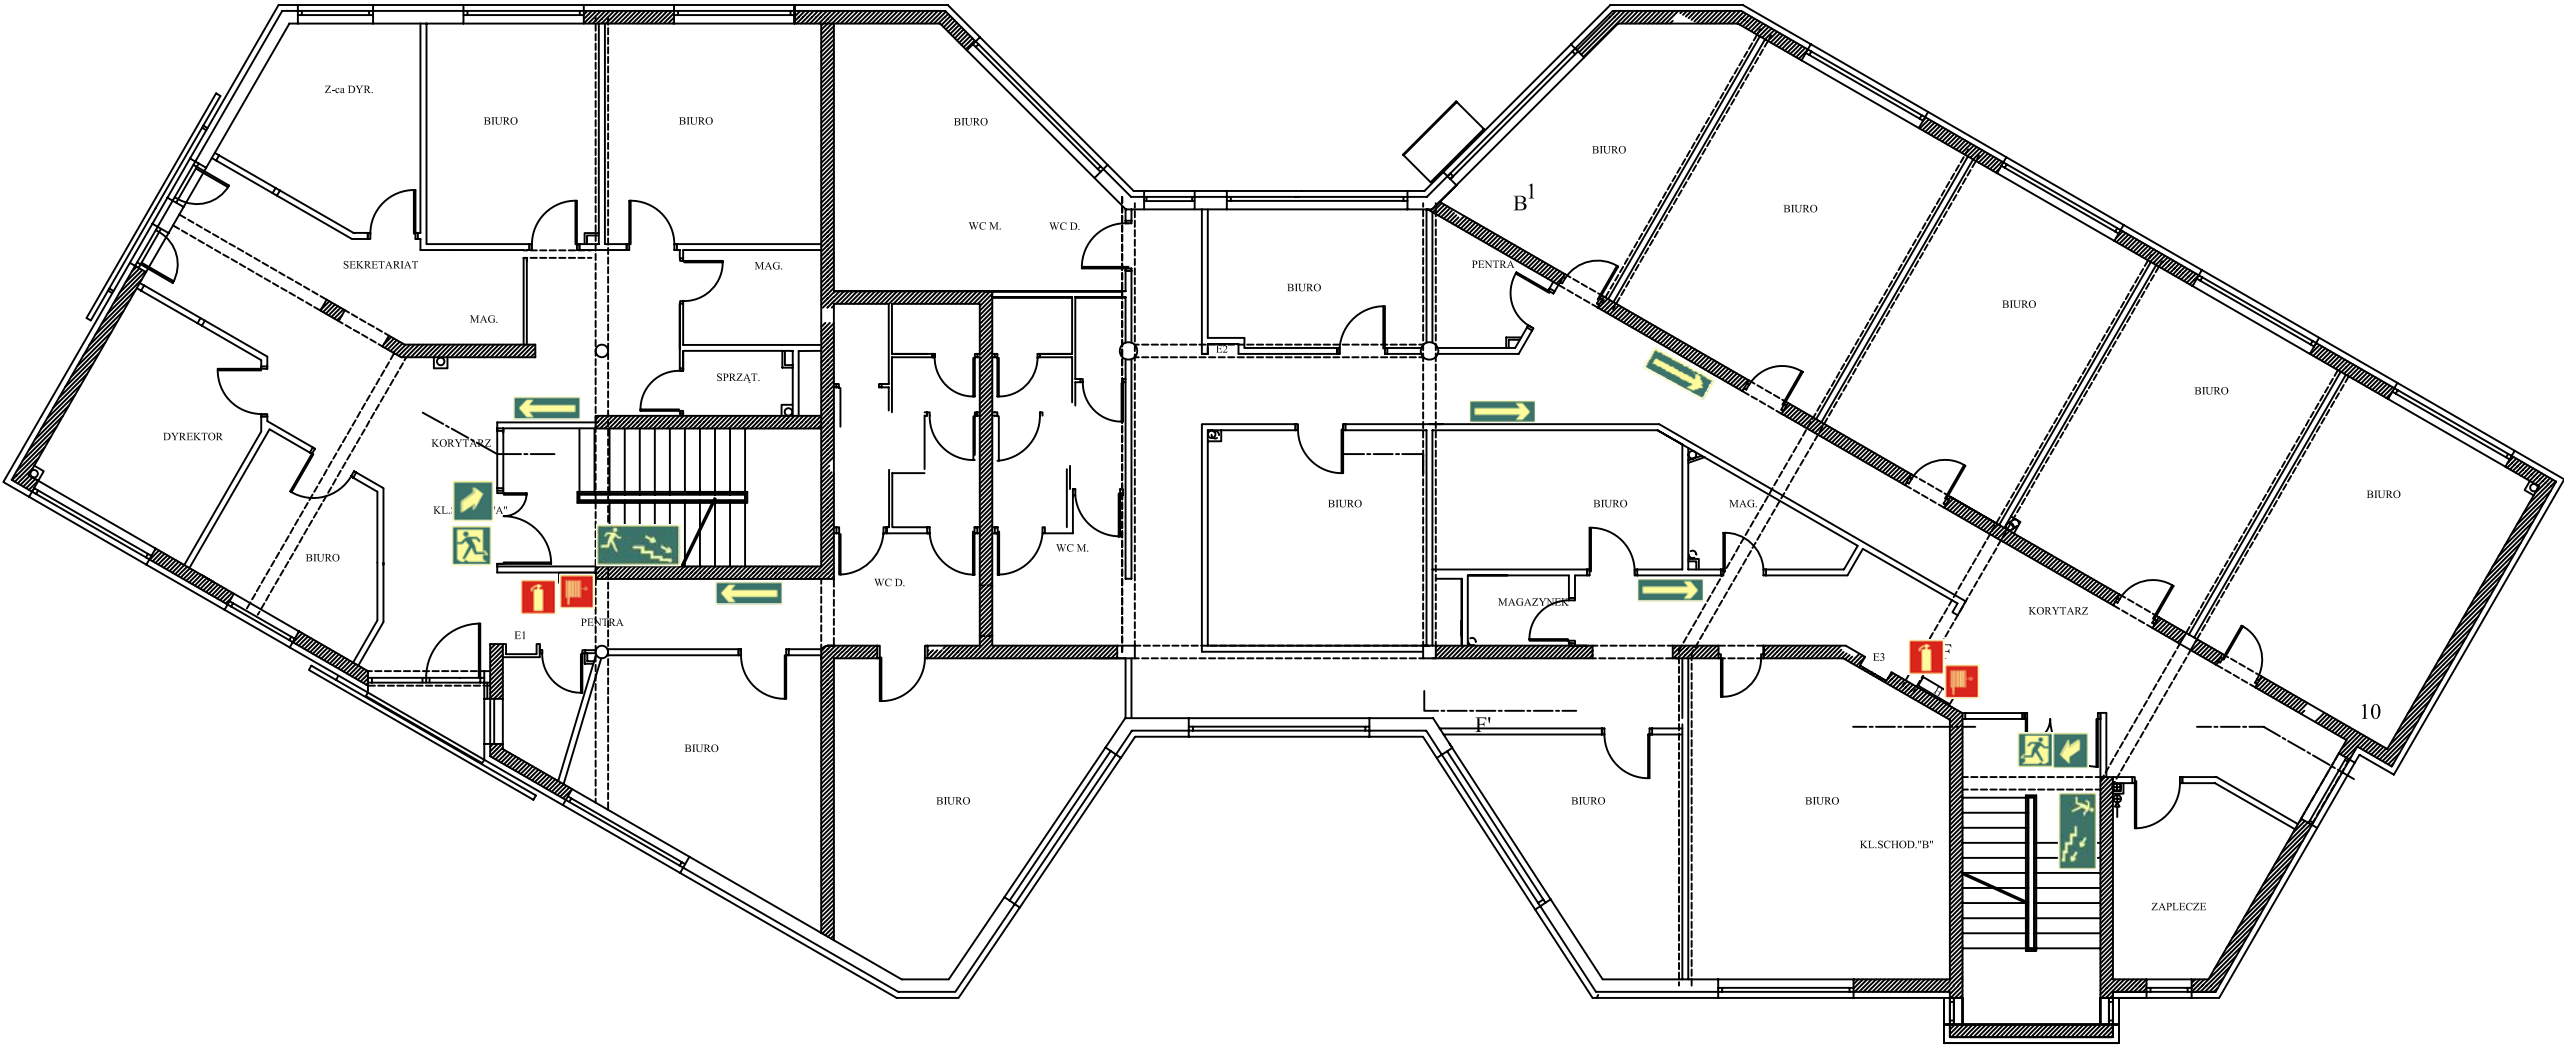 Z-ca DYR.
BIURO
BIURO
BIURO
BIURO
B1
BIURO
WC M.
WC D.
SEKRETARIAT
MAG.
PENTRA
BIURO
BIURO
MAG.
E2
SPRZĄT.
BIURO
DYREKTOR
KORYTARZ
BIURO
KL.
"A"
BIURO
BIURO
MAG.
BIURO
WC M.
WC D.
MAGAZYNEK
KORYTARZ
PENTRA
E1
E3
10
F'
BIURO
BIURO
BIURO
BIURO
KL.SCHOD."B"
ZAPLECZE